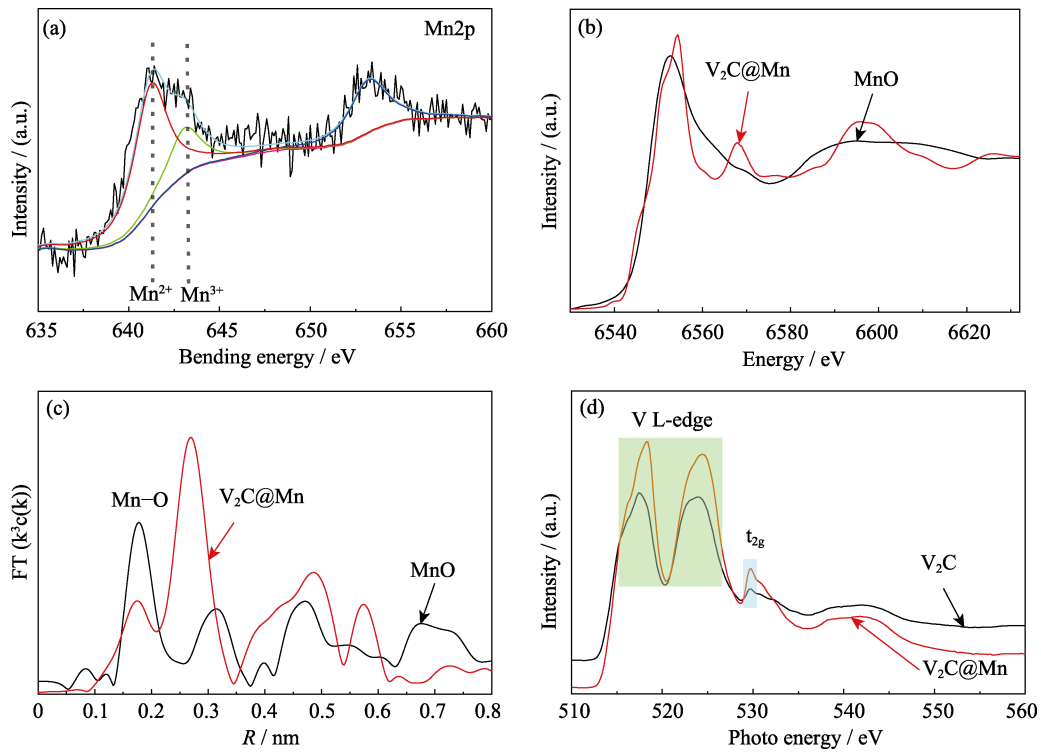 (a)
Mn2p
Intensity / (a.u.)
Mn²⁺
Mn³⁺
635 640 645 650 655 660
Bending energy / eV
(b)
V₂C@Mn
MnO
Intensity / (a.u.)
6540 6560 6580 6600 6620
Energy / eV
(c)
Mn−O
V₂C@Mn
MnO
FT (k³c(k))
0 0.1 0.2 0.3 0.4 0.5 0.6 0.7 0.8
R / nm
(d)
V L-edge
t₂g
V₂C
V₂C@Mn
Intensity / (a.u.)
510 520 530 540 550 560
Photo energy / eV